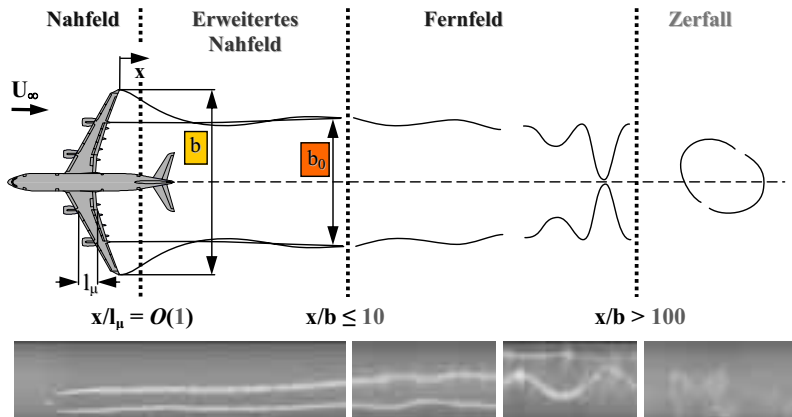 Nahfeld
Erweitertes
Nahfeld
Fernfeld
Zerfall
x
U∞
b
b₀
lμ
x/lμ = O(1)
x/b ≤ 10
x/b > 100